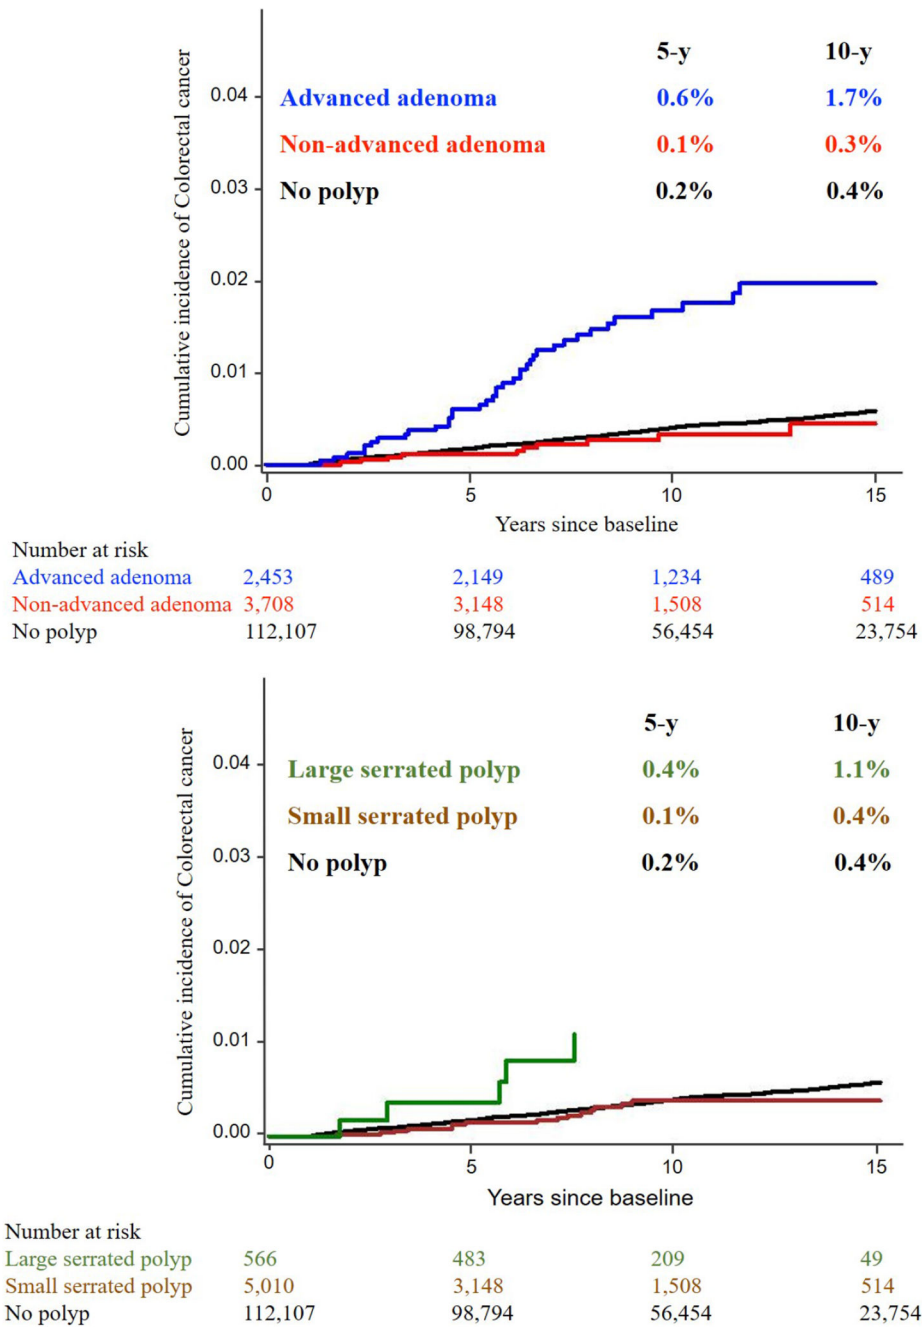 5-y 10-y
Advanced adenoma 0.6% 1.7%
Non-advanced adenoma 0.1% 0.3%
No polyp 0.2% 0.4%
Cumulative incidence of Colorectal cancer
0.04
0.03
0.02
0.01
0.00
0 5 10 15
Years since baseline
Number at risk
Advanced adenoma 2,453 2,149 1,234 489
Non-advanced adenoma 3,708 3,148 1,508 514
No polyp 112,107 98,794 56,454 23,754
5-y 10-y
Large serrated polyp 0.4% 1.1%
Small serrated polyp 0.1% 0.4%
No polyp 0.2% 0.4%
Cumulative incidence of Colorectal cancer
0.04
0.03
0.02
0.01
0.00
0 5 10 15
Years since baseline
Number at risk
Large serrated polyp 566 483 209 49
Small serrated polyp 5,010 3,148 1,508 514
No polyp 112,107 98,794 56,454 23,754